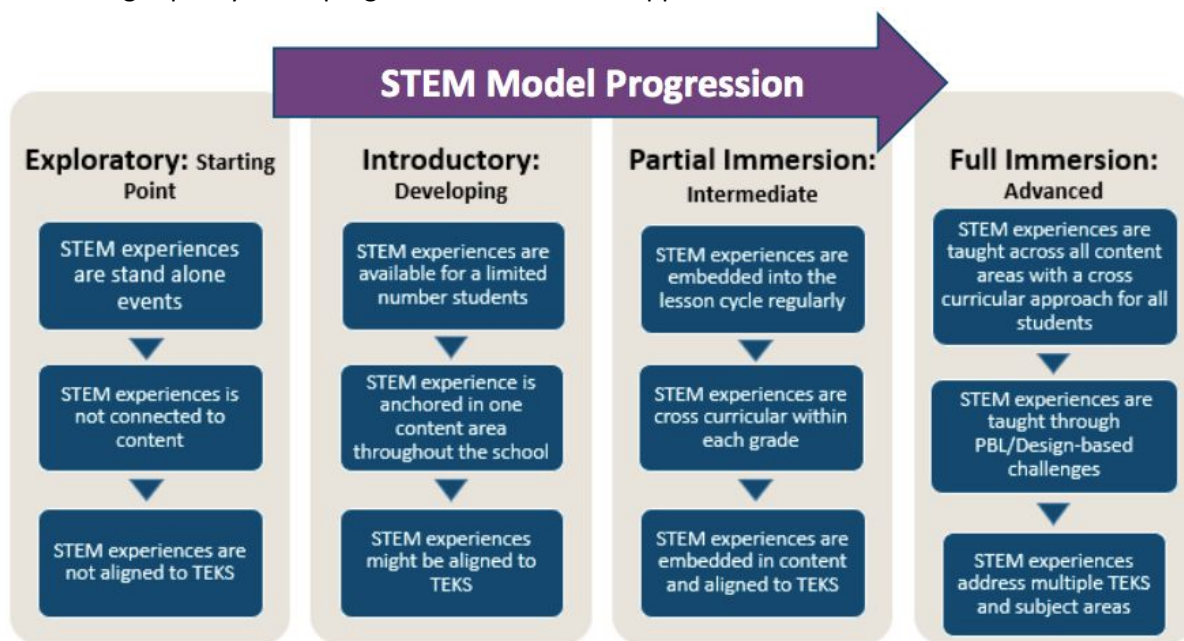 STEM Model Progression
Exploratory: Starting
Point
STEM experiences
are stand alone
events
STEM experiences is
not connected to
content
STEM experiences are
not aligned to TEKS
Introductory:
Developing
STEM experiences are
available for a limited
number students
STEM experience is
anchored in one
content area
throughout the school
STEM experiences
might be aligned to
TEKS
Partial Immersion:
Intermediate
STEM experiences are
embedded into the
lesson cycle regularly
STEM experiences are
cross curricular within
each grade
STEM experiences are
embedded in content
and aligned to TEKS
Full Immersion:
Advanced
STEM experiences are
taught across all content
areas with a cross
curricular approach for all
students
STEM experiences are
taught through
PBL/Design-based
challenges
STEM experiences
address multiple TEKS
and subject areas